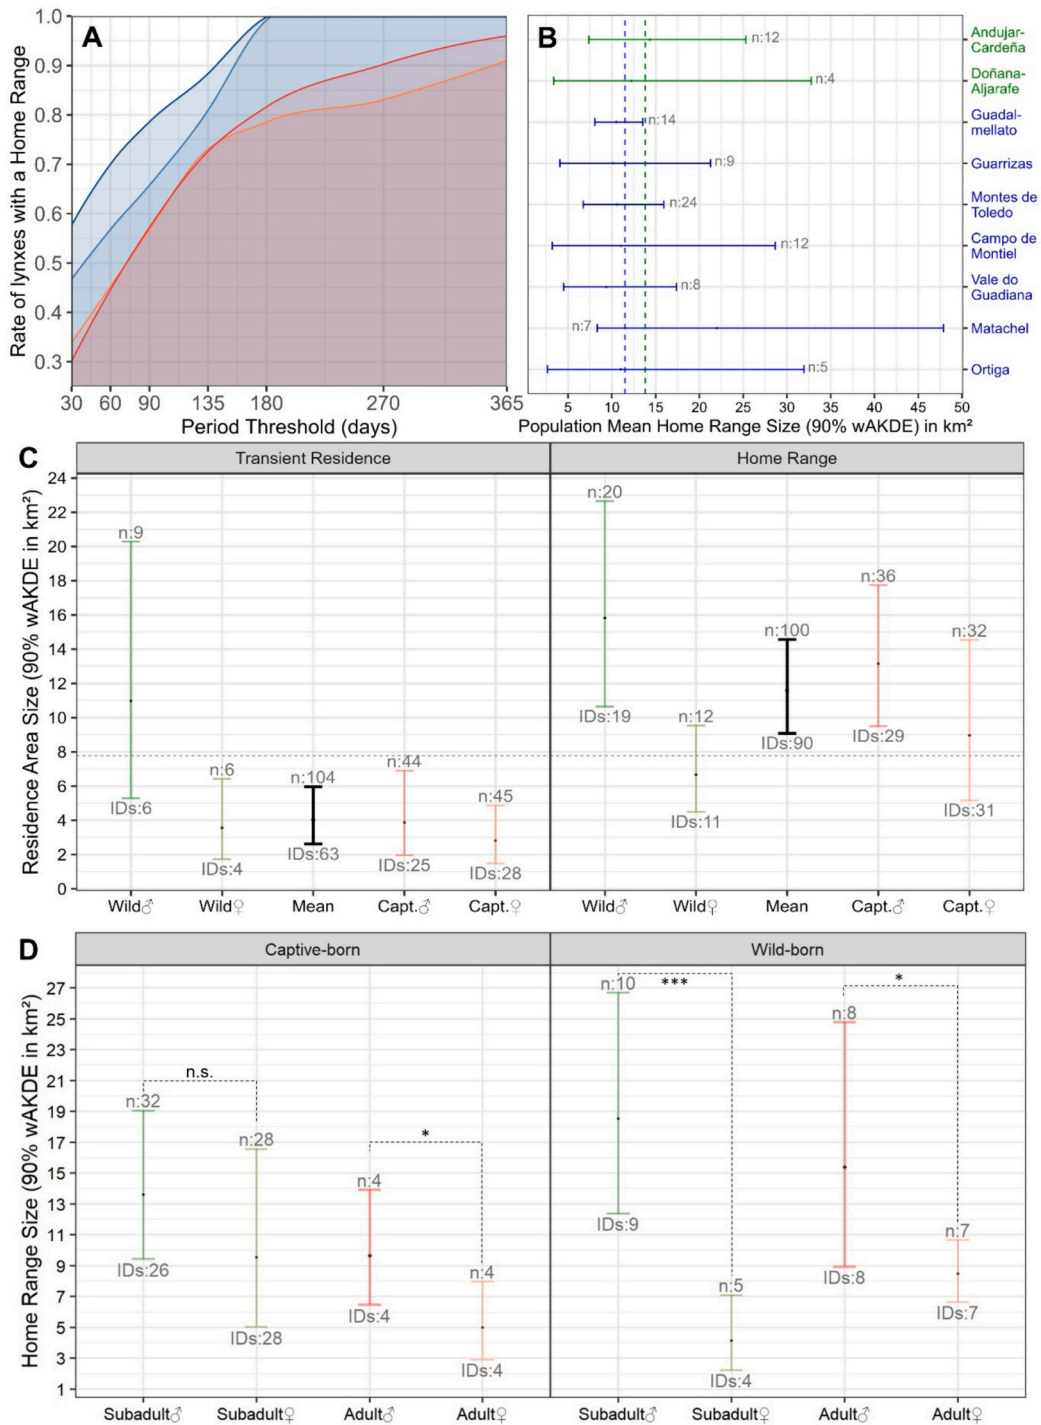 A
Rate of lynxes with a Home Range
1.0
0.9
0.8
0.7
0.6
0.5
0.4
0.3
30 60 90 135 180 270 365
Period Threshold (days)
B
n:12
n:4
n:14
n:9
n:24
n:12
n:8
n:7
n:5
Andujar-
Cardeña
Doñana-
Aljarafe
Guadal-
mellato
Guarrizas
Montes de
Toledo
Campo de
Montiel
Vale do
Guadiana
Matachel
Ortiga
5 10 15 20 25 30 35 40 45 50
Population Mean Home Range Size (90% wAKDE) in km²
C
Transient Residence
Home Range
Residence Area Size (90% wAKDE in km²)
24
22
20
18
16
14
12
10
8
6
4
2
0
n:9
IDs:6
n:6
IDs:4
n:104
IDs:63
n:44
IDs:25
n:45
IDs:28
n:20
IDs:19
n:12
IDs:11
n:100
IDs:90
n:36
IDs:29
n:32
IDs:31
Wild♂ Wild♀ Mean Capt.♂ Capt.♀
Wild♂ Wild♀ Mean Capt.♂ Capt.♀
D
Captive-born
Wild-born
Home Range Size (90% wAKDE in km²)
27
25
23
21
19
17
15
13
11
9
7
5
3
1
n.s.
n:32
IDs:26
n:28
IDs:28
*
n:4
IDs:4
n:4
IDs:4
***
n:10
IDs:9
n:5
IDs:4
*
n:8
IDs:8
n:7
IDs:7
Subadult♂ Subadult♀ Adult♂ Adult♀
Subadult♂ Subadult♀ Adult♂ Adult♀